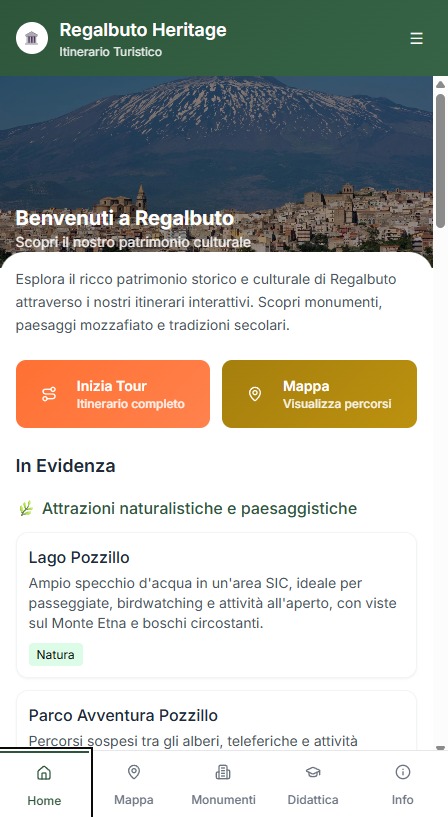 Regalbuto Heritage
Itinerario Turistico
Benvenuti a Regalbuto
Scopri il nostro patrimonio culturale
Esplora il ricco patrimonio storico e culturale di Regalbuto
attraverso i nostri itinerari interattivi. Scopri monumenti,
paesaggi mozzafiato e tradizioni secolari.
Inizia Tour
Itinerario completo
Mappa
Visualizza percorsi
In Evidenza
Attrazioni naturalistiche e paesaggistiche
Lago Pozzillo
Ampio specchio d'acqua in un'area SIC, ideale per
passeggiate, birdwatching e attività all'aperto, con viste
sul Monte Etna e boschi circostanti.
Natura
Parco Avventura Pozzillo
Percorsi sospesi tra gli alberi, teleferiche e attività
Home
Mappa
Monumenti
Didattica
Info